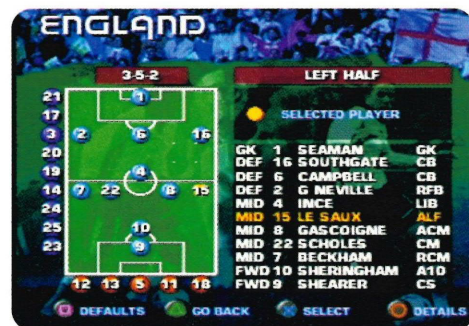 ENGLAND
3-5-2
LEFT HALF
SELECTED PLAYER
21
17
3
20
19
14
24
25
23
1
2 6 16
4
7 22 8 15
10
9
12 13 5 11 18
GK 1 SEAMAN GK
DEF 16 SOUTHGATE CB
DEF 6 CAMPBELL CB
DEF 2 G NEVILLE RFB
MID 4 INCE LIB
MID 15 LE SAUX ALF
MID 8 GASCOIGNE ACM
MID 22 SCHOLES CM
MID 7 BECKHAM RCM
FWD 10 SHERINGHAM A10
FWD 9 SHEARER CS
DEFAULTS GO BACK SELECT DETAILS